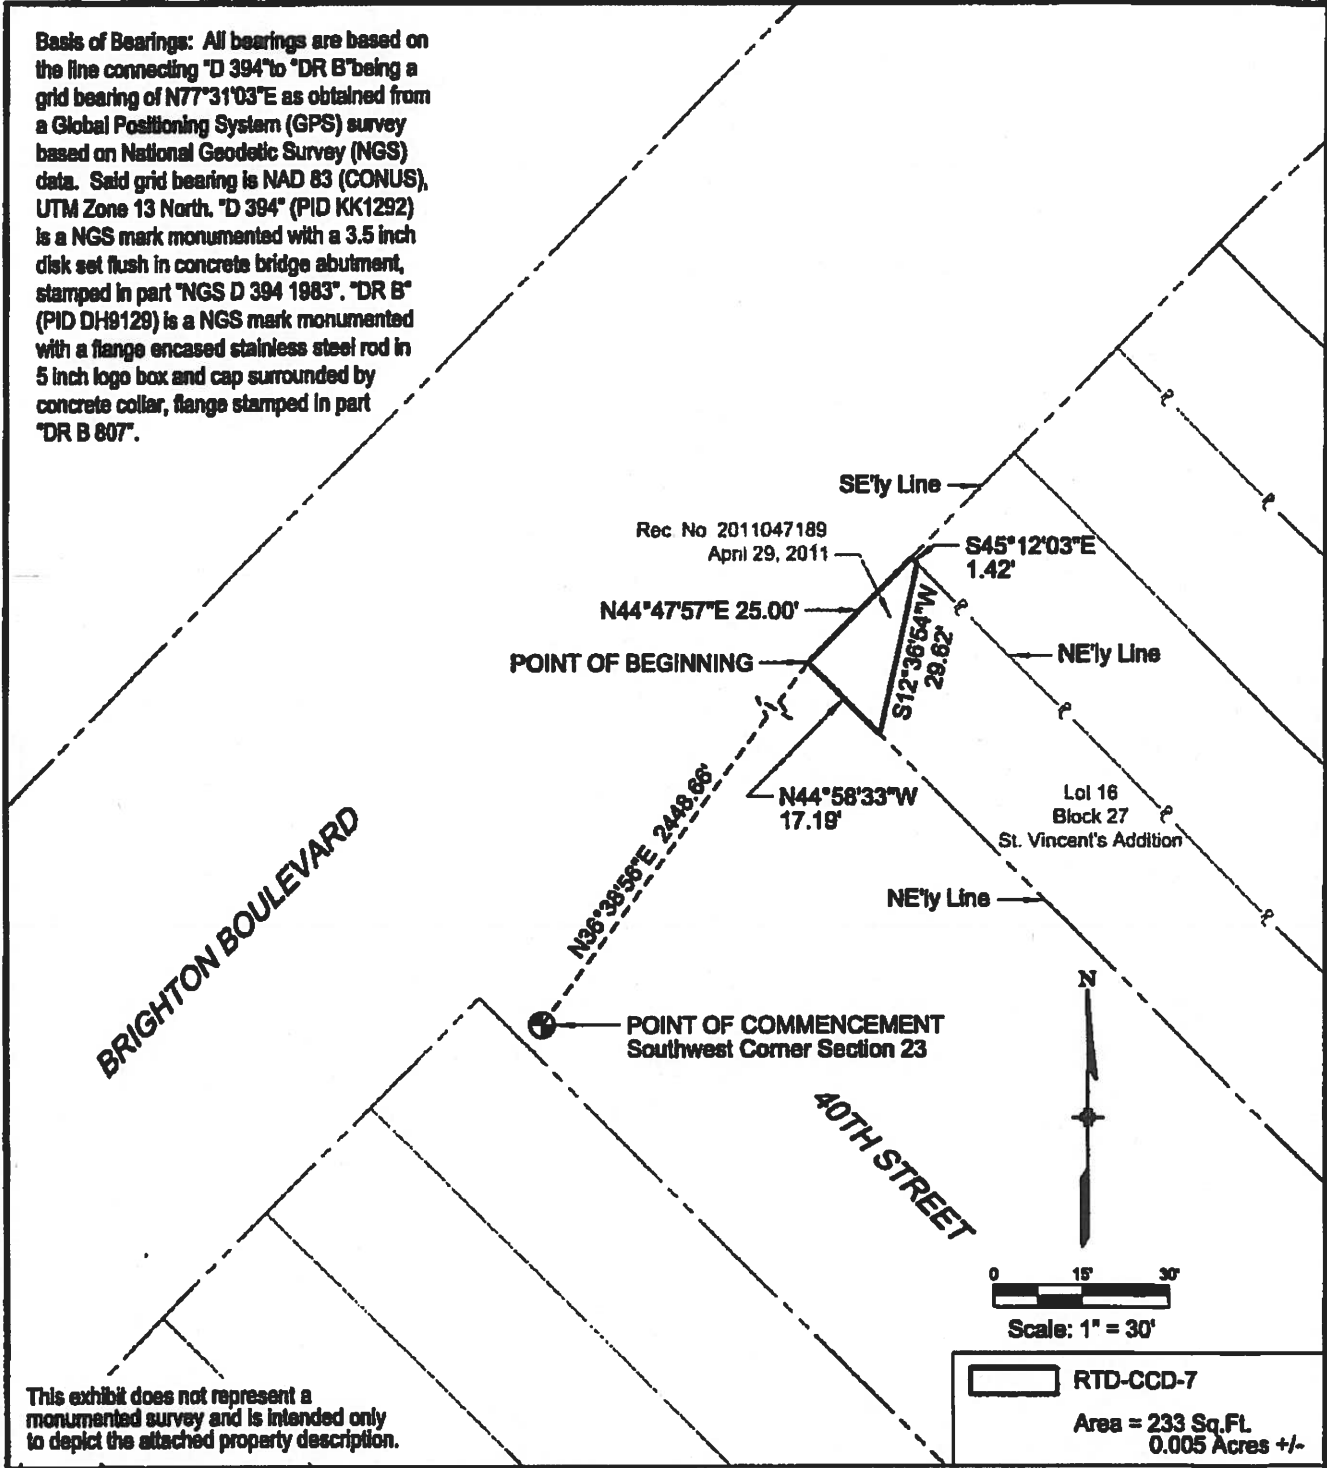 Basis of Bearings: All bearings are based on
the line connecting "D 394"to "DR B"being a
grid bearing of N77°31'03"E as obtained from
a Global Positioning System (GPS) survey
based on National Geodetic Survey (NGS)
data. Said grid bearing is NAD 83 (CONUS),
UTM Zone 13 North. "D 394" (PID KK1292)
is a NGS mark monumented with a 3.5 inch
disk set flush in concrete bridge abutment,
stamped in part "NGS D 394 1983". "DR B"
(PID DH9129) is a NGS mark monumented
with a flange encased stainless steel rod in
5 inch logo box and cap surrounded by
concrete collar, flange stamped in part
"DR B 807".
SE'ly Line
Rec. No 2011047189
April 29, 2011
S45°12'03"E
1.42'
N44°47'57"E 25.00'
S12°36'54"W
29.62'
POINT OF BEGINNING
NE'ly Line
N44°58'33"W
17.19'
Lot 16
Block 27
St. Vincent's Addition
N36°38'56"E 2448.66'
NE'ly Line
BRIGHTON BOULEVARD
N
POINT OF COMMENCEMENT
Southwest Corner Section 23
40TH STREET
0 15' 30'
Scale: 1" = 30'
RTD-CCD-7
Area = 233 Sq.Ft.
0.005 Acres +/-
This exhibit does not represent a
monumented survey and is intended only
to depict the attached property description.